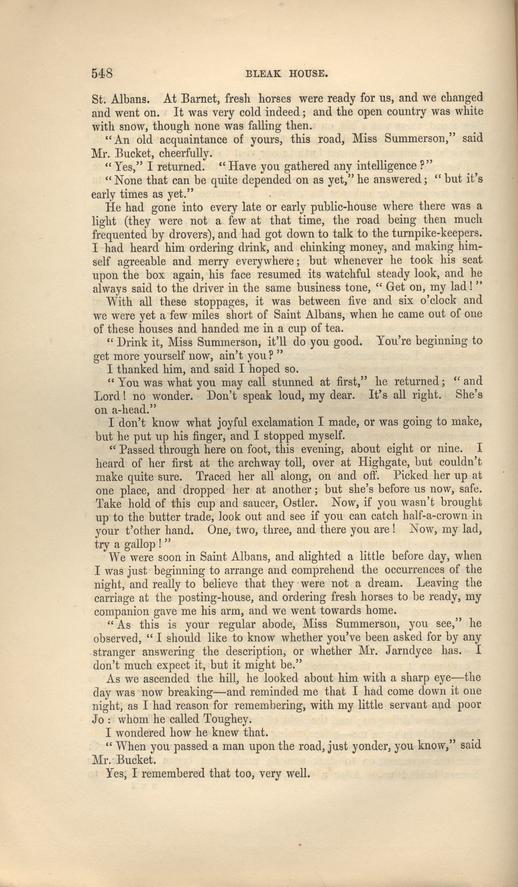 548 BLEAK HOUSE.
St. Albans. At Barnet, fresh horses were ready for us, and we changed
and went on. It was very cold indeed; and the open country was white
with snow, though none was falling then.
"An old acquaintance of yours, this road, Miss Summerson," said
Mr. Bucket, cheerfully.
"Yes," I returned. "Have you gathered any intelligence?"
"None that can be quite depended on as yet," he answered; "but it's
early times as yet."
He had gone into every late or early public-house where there was a
light (they were not a few at that time, the road being then much
frequented by drovers), and had got down to talk to the turnpike-keepers.
I had heard him ordering drink, and chinking money, and making him-
self agreeable and merry everywhere; but whenever he took his seat
upon the box again, his face resumed its watchful steady look, and he
always said to the driver in the same business tone, "Get on, my lad!"
With all these stoppages, it was between five and six o'clock and
we were yet a few miles short of Saint Albans, when he came out of one
of these houses and handed me in a cup of tea.
"Drink it, Miss Summerson, it'll do you good. You're beginning to
get more yourself now, ain't you?"
I thanked him, and said I hoped so.
"You was what you may call stunned at first," he returned; "and
Lord! no wonder. Don't speak loud, my dear. It's all right. She's
on a-head."
I don't know what joyful exclamation I made, or was going to make,
but he put up his finger, and I stopped myself.
"Passed through here on foot, this evening, about eight or nine. I
heard of her first at the archway toll, over at Highgate, but couldn't
make quite sure. Traced her all along, on and off. Picked her up at
one place, and dropped her at another; but she's before us now, safe.
Take hold of this cup and saucer, Ostler. Now, if you wasn't brought
up to the butter trade, look out and see if you can catch half-a-crown in
your t'other hand. One, two, three, and there you are! Now, my lad,
try a gallop!"
We were soon in Saint Albans, and alighted a little before day, when
I was just beginning to arrange and comprehend the occurrences of the
night, and really to believe that they were not a dream. Leaving the
carriage at the posting-house, and ordering fresh horses to be ready, my
companion gave me his arm, and we went towards home.
"As this is your regular abode, Miss Summerson, you see," he
observed, "I should like to know whether you've been asked for by any
stranger answering the description, or whether Mr. Jarndyce has. I
don't much expect it, but it might be."
As we ascended the hill, he looked about him with a sharp eye—the
day was now breaking—and reminded me that I had come down it one
night, as I had reason for remembering, with my little servant and poor
Jo: whom he called Toughey.
I wondered how he knew that.
"When you passed a man upon the road, just yonder, you know," said
Mr. Bucket.
Yes, I remembered that too, very well.